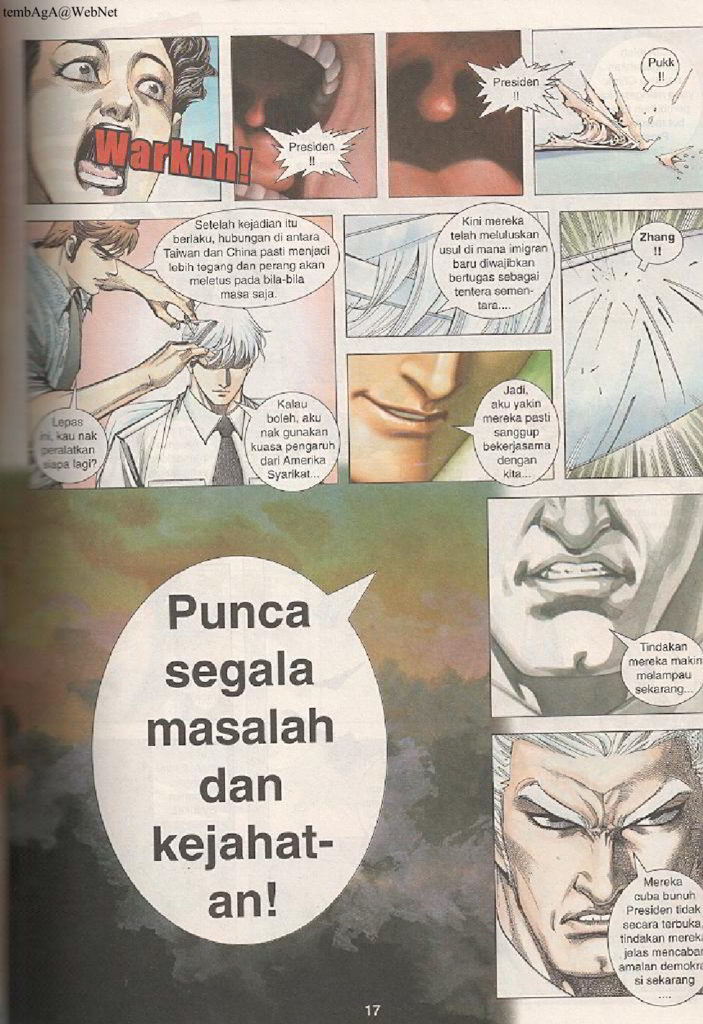 tembAgA@WebNet
Warkhh!
Presiden
!!
Presiden
!!
Pukk
!!
Setelah kejadian itu
berlaku, hubungan di antara
Taiwan dan China pasti menjadi
lebih tegang dan perang akan
meletus pada bila-bila
masa saja.
Lepas
ini, kau nak
peralatkan
siapa lagi?
Kalau
boleh, aku
nak gunakan
kuasa pengaruh
dari Amerika
Syarikat...
Kini mereka
telah meluluskan
usul di mana imigran
baru diwajibkan
bertugas sebagai
tentera semen-
tara....
Jadi,
aku yakin
mereka pasti
sanggup
bekerjasama
dengan
kita...
Zhang
!!
Punca
segala
masalah
dan
kejahat-
an!
Tindakan
mereka makin
melampau
sekarang...
Mereka
cuba bunuh
Presiden tidak
secara terbuka,
tindakan mereka
jelas mencabar
amalan demokra
si sekarang
....
17